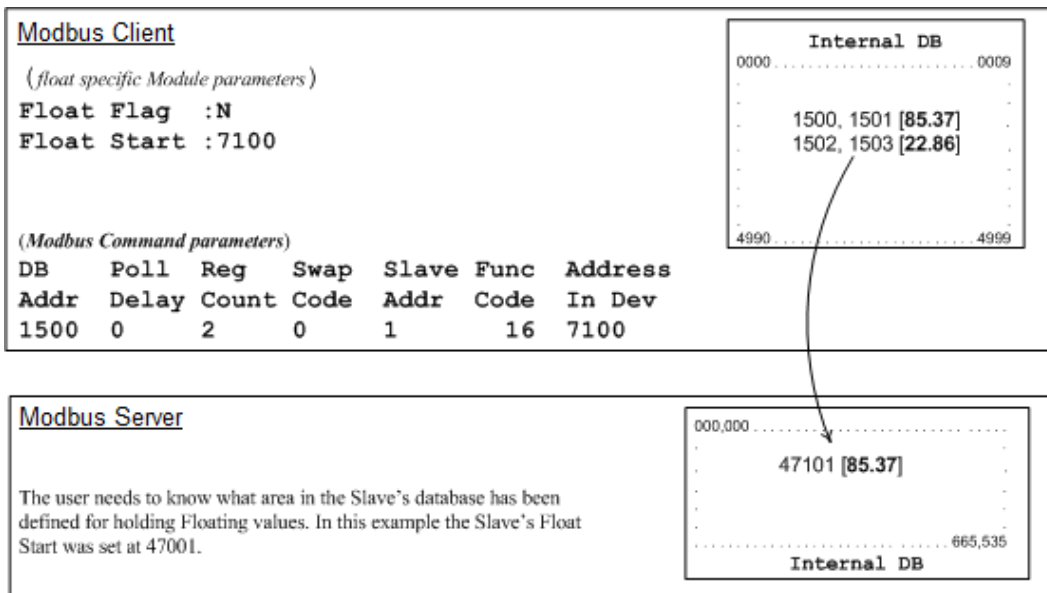 Modbus Client
(float specific Module parameters)
Float Flag :N
Float Start :7100
(Modbus Command parameters)
DB Poll Reg Swap Slave Func Address
Addr Delay Count Code Addr Code In Dev
1500 0 2 0 1 16 7100
Internal DB
0000 . . . . . . . . . . . . . . . . . . . . . . 0009
1500, 1501 [85.37]
1502, 1503 [22.86]
4990 . . . . . . . . . . . . . . . . . . . . . . 4999
Modbus Server
The user needs to know what area in the Slave's database has been
defined for holding Floating values. In this example the Slave's Float
Start was set at 47001.
000,000 . . . . . . . . . . . . . . . . . . . . . . . . . .
47101 [85.37]
. . . . . . . . . . . . . . . . . . . . . . . . . . 665,535
Internal DB